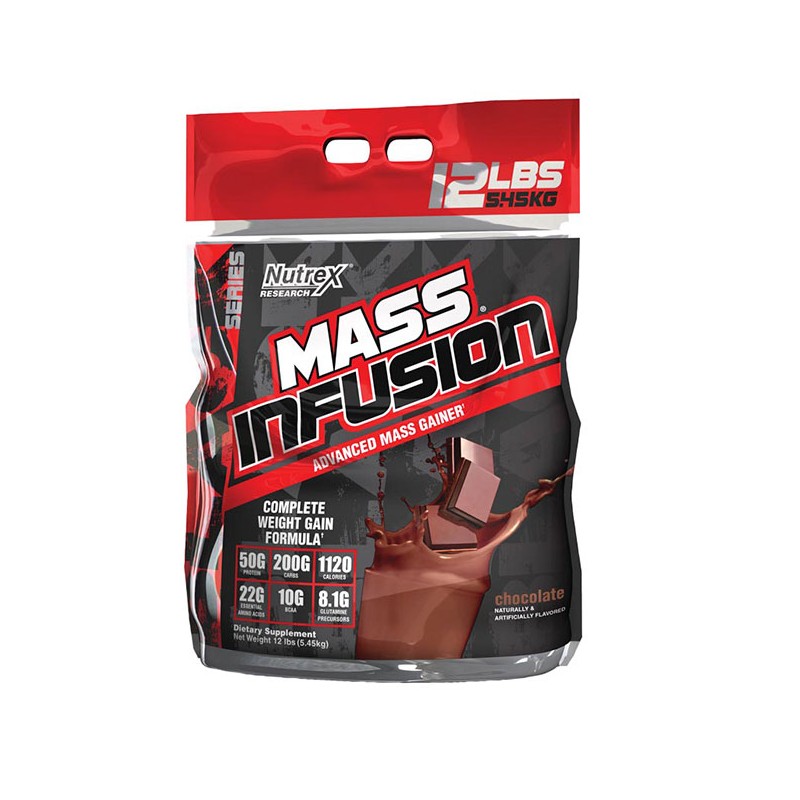 12LBS
5.45KG
SERIES
Nutrex®
RESEARCH
MASS
INFUSION®
ADVANCED MASS GAINER†
COMPLETE
WEIGHT GAIN
FORMULA†
50G PROTEIN
200G CARBS
1120 CALORIES
22G ESSENTIAL AMINO ACIDS
10G BCAA
8.1G GLUTAMINE PRECURSORS
chocolate
NATURALLY &
ARTIFICIALLY FLAVORED
Dietary Supplement
Net Weight 12 lbs (5.45kg)